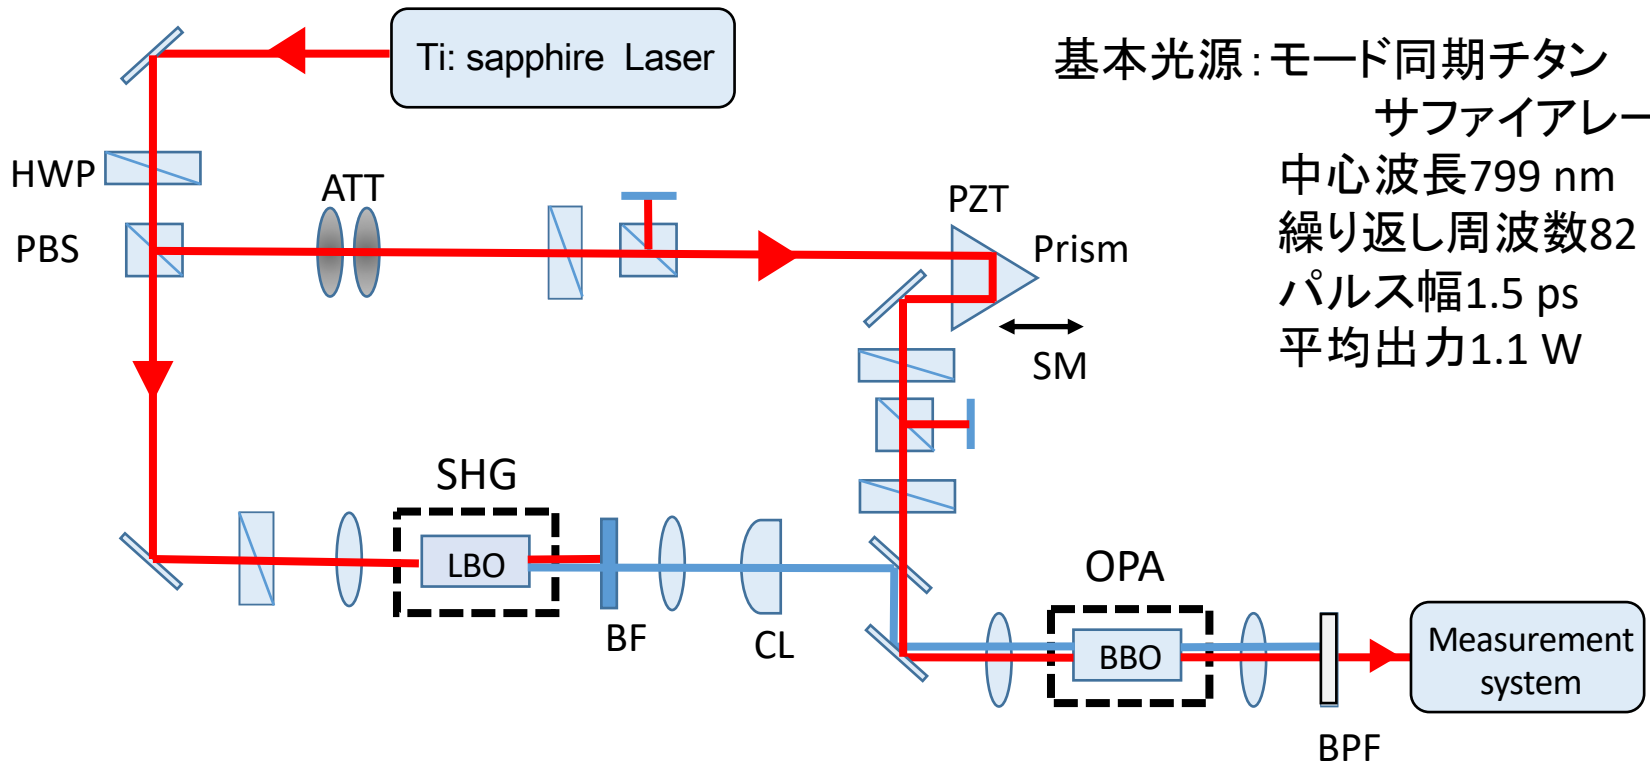 Ti: sapphire Laser
基本光源：モード同期チタン
サファイアレー
中心波長799 nm
繰り返し周波数82
パルス幅1.5 ps
平均出力1.1 W
HWP
ATT
PZT
PBS
Prism
SM
SHG
LBO
OPA
BF
CL
BBO
Measurement
system
BPF